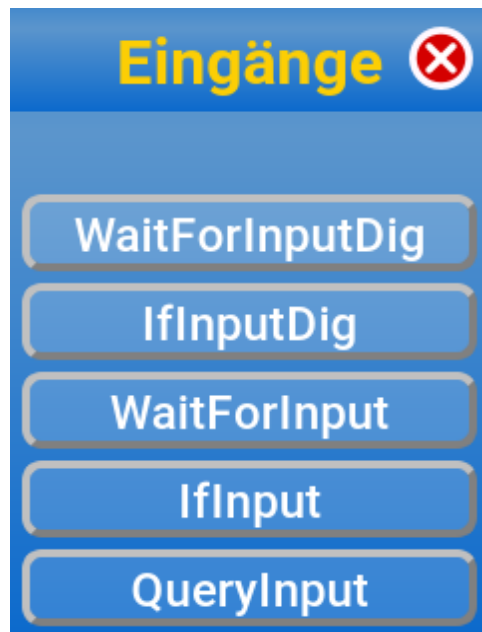 Eingänge
WaitForInputDig
IfInputDig
WaitForInput
IfInput
QueryInput